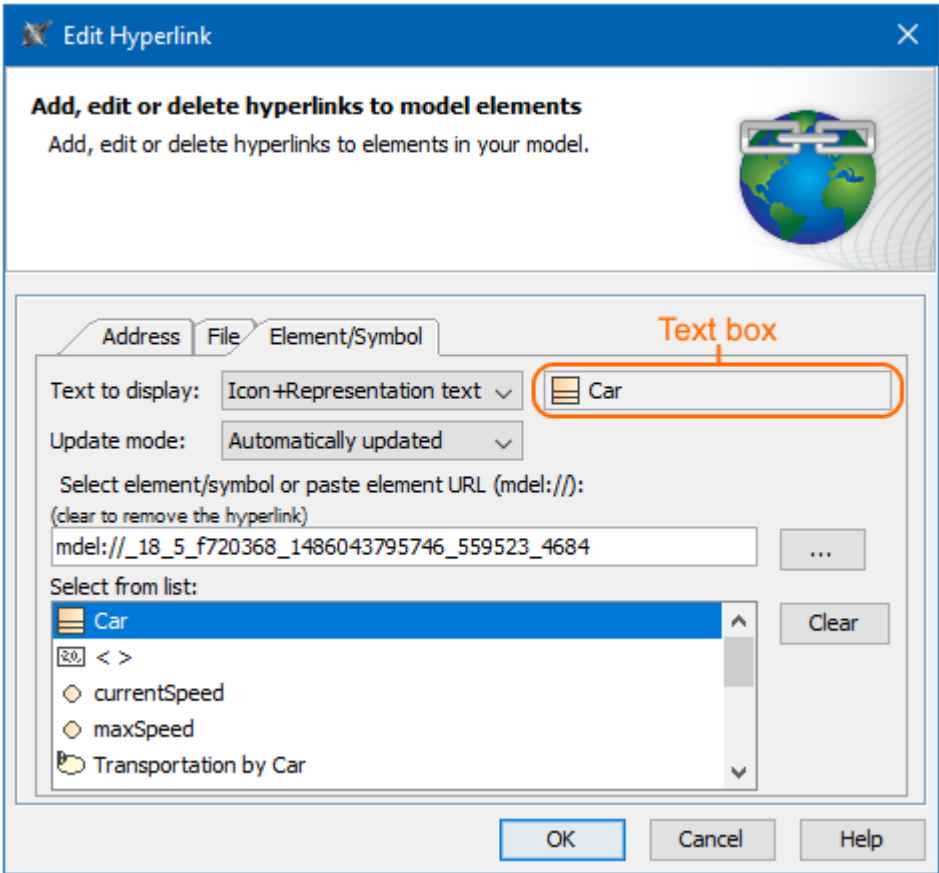 Edit Hyperlink
Add, edit or delete hyperlinks to model elements
Add, edit or delete hyperlinks to elements in your model.
Address File Element/Symbol Text box
Text to display: Icon+Representation text Car
Update mode: Automatically updated
Select element/symbol or paste element URL (mdel://):
(clear to remove the hyperlink)
mdel://_18_5_f720368_1486043795746_559523_4684 ...
Select from list:
Car Clear
< >
currentSpeed
maxSpeed
Transportation by Car
OK Cancel Help